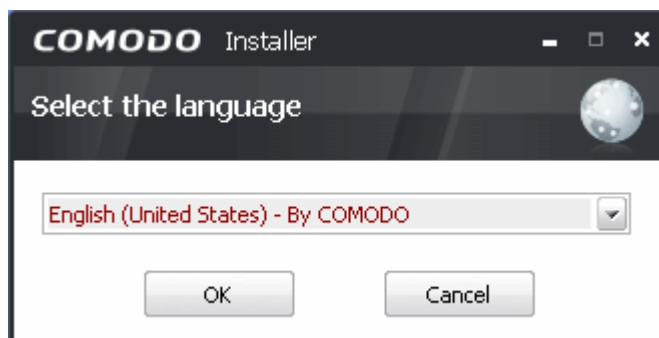 COMODO Installer
Select the language
English (United States) - By COMODO
OK Cancel